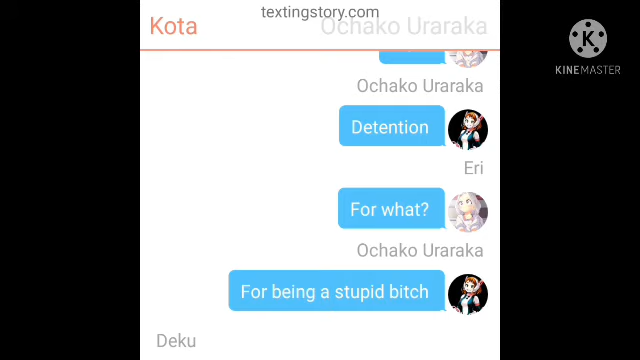 textingstory.com
Kota
Ochako Uraraka
KINEMASTER
Ochako Uraraka
Detention
Eri
For what?
Ochako Uraraka
For being a stupid bitch
Deku